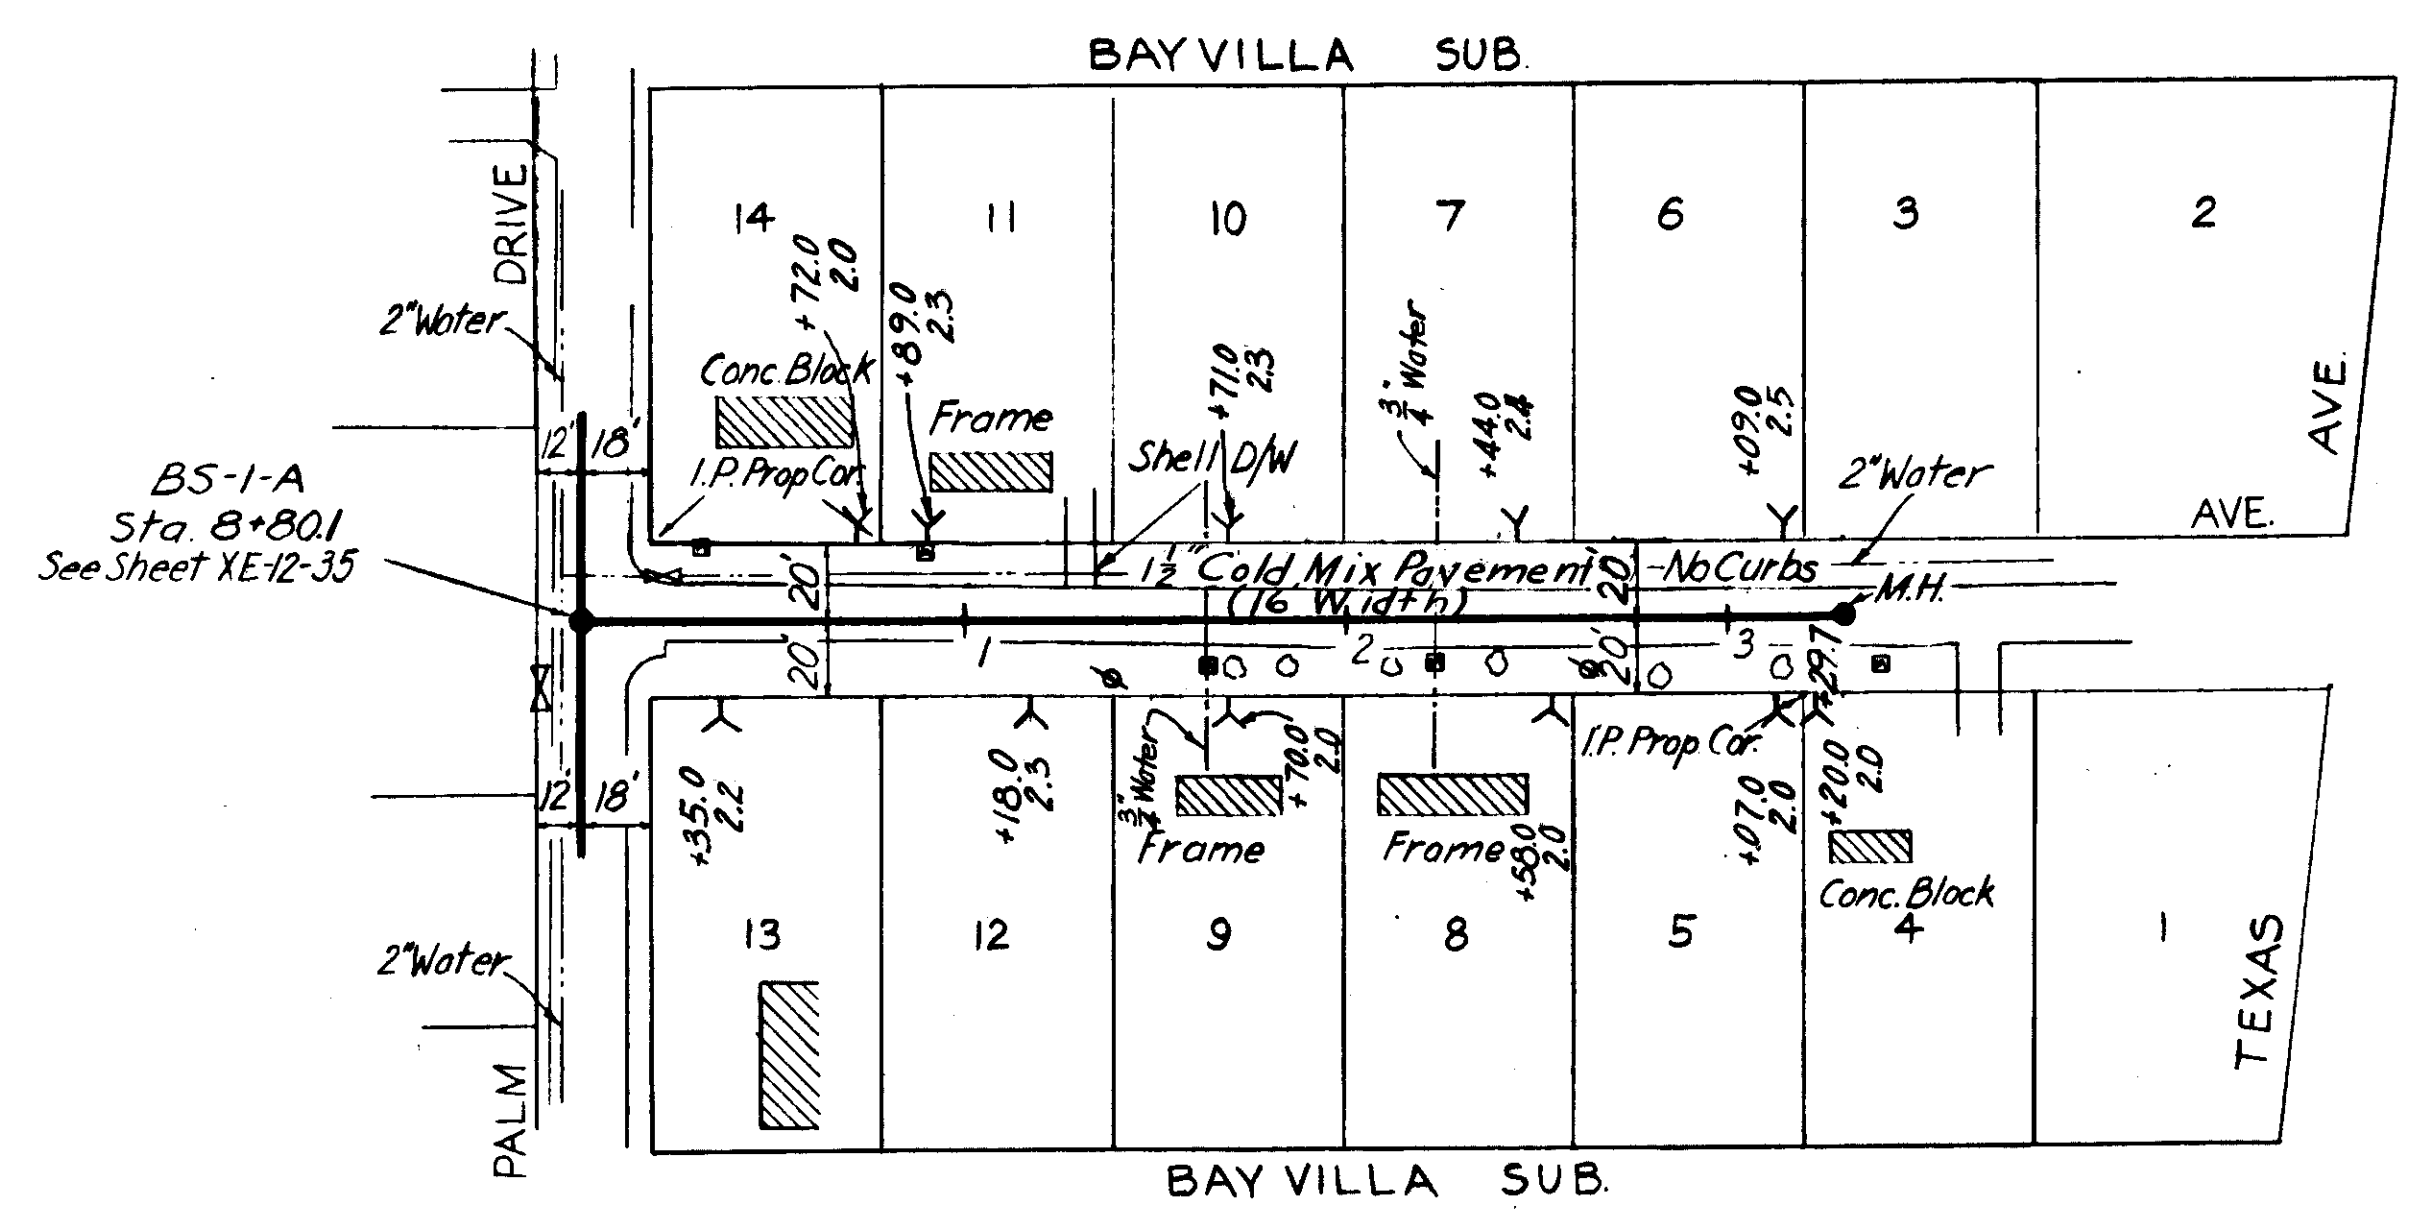 BAY VILLA SUB.
DRIVE
14
11
10
7
6
3
2
+72.0
2.0
+89.0
2.3
2"Water
Conc. Block
Frame
+71.0
2.3
3/4" Water
+44.0
2.4
+09.0
2.5
AVE.
12'
18'
I.P. Prop Cor.
Shell D/W
2"Water
AVE.
BS-1-A
Sta. 8+80.1
See Sheet XE-12-35
20'
1 1/2" Cold Mix Pavement - No Curbs
(16 Width)
20'
M.H.
20'
1
2
20'
3
+29.7
I.P. Prop Cor.
12'
18'
+35.0
2.2
+18.0
2.3
3/4" Water
+70.0
2.0
Frame
Frame
+58.0
2.0
+07.0
2.0
+20.0
2.0
Conc. Block
13
12
9
8
5
4
1
2"Water
TEXAS
PALM
BAY VILLA SUB.